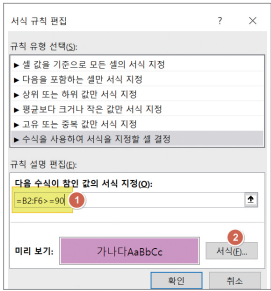 서식 규칙 편집 ? ×
규칙 유형 선택(S):
▶ 셀 값을 기준으로 모든 셀의 서식 지정
▶ 다음을 포함하는 셀만 서식 지정
▶ 상위 또는 하위 값만 서식 지정
▶ 평균보다 크거나 작은 값만 서식 지정
▶ 고유 또는 중복 값만 서식 지정
▶ 수식을 사용하여 서식을 지정할 셀 결정
규칙 설명 편집(E):
다음 수식이 참인 값의 서식 지정(O):
=B2:F6>=90 1
2
미리 보기: 가나다AaBbCc 서식(F)...
확인 취소